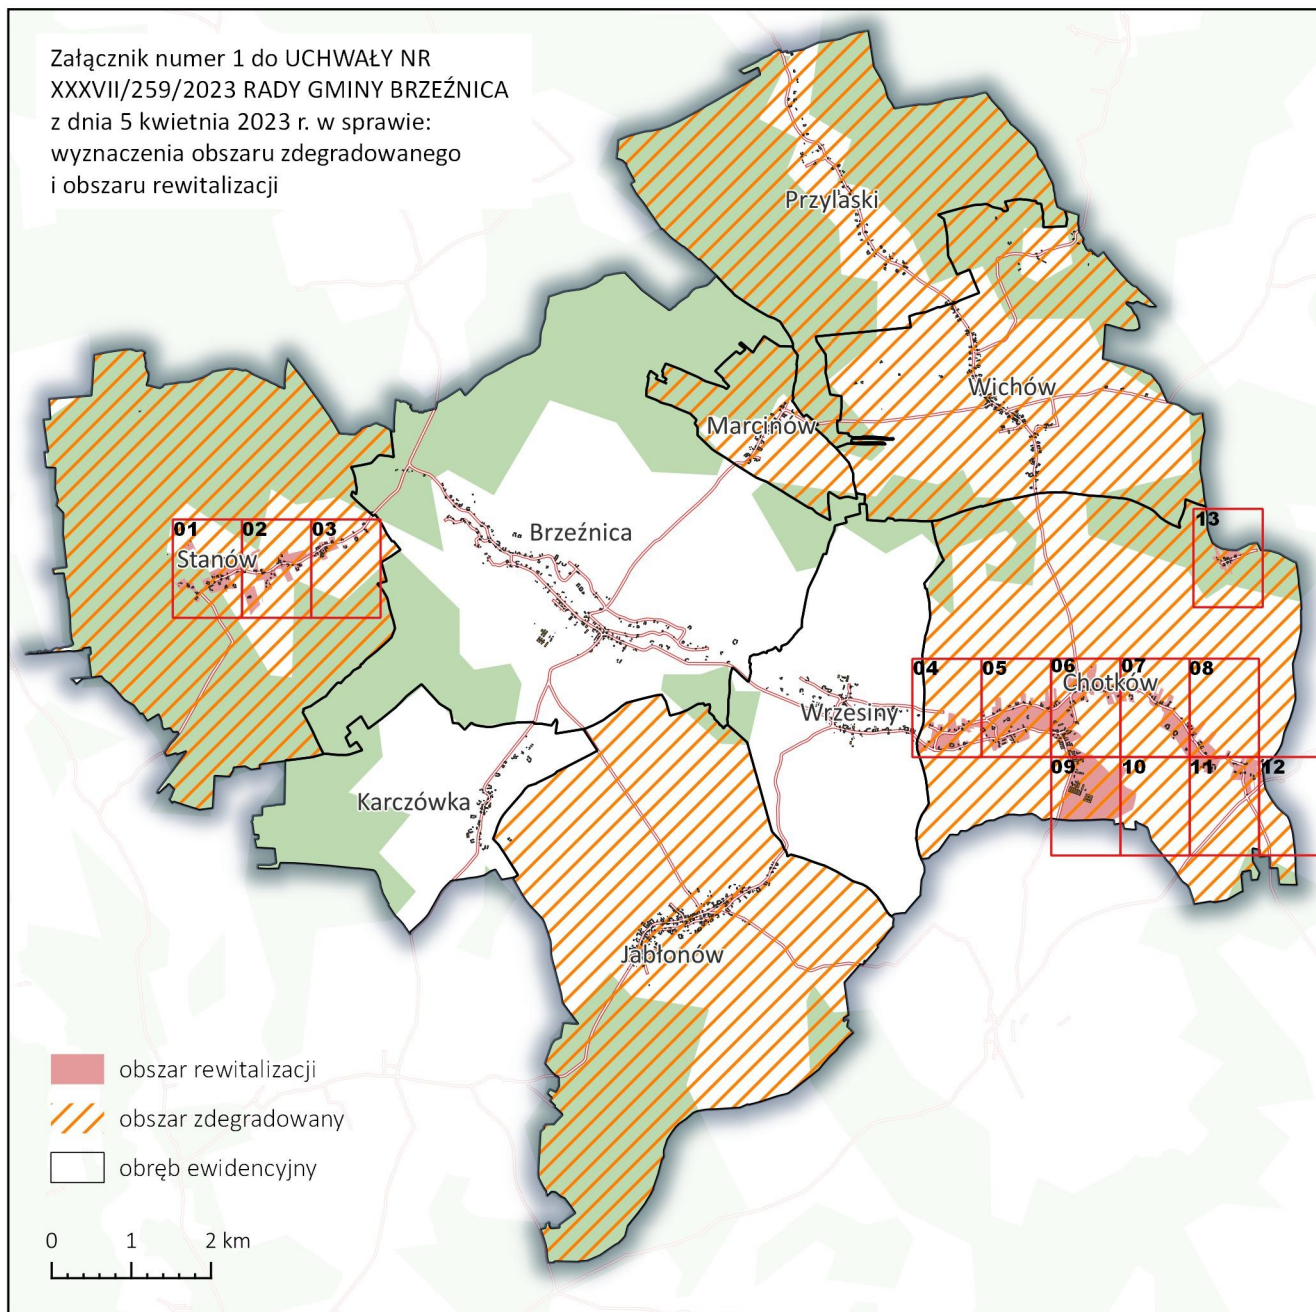 Załącznik numer 1 do UCHWAŁY NR
XXXVII/259/2023 RADY GMINY BRZEŹNICA
z dnia 5 kwietnia 2023 r. w sprawie:
wyznaczenia obszaru zdegradowanego
i obszaru rewitalizacji
Przylaski
Wichów
Marcinów
Brzeźnica
01
02
03
13
Stanów
04
05
06
07
08
Chotków
Wrzesiny
09
10
11
12
Karczówka
Jabłonów
obszar rewitalizacji
obszar zdegradowany
obręb ewidencyjny
0 1 2 km